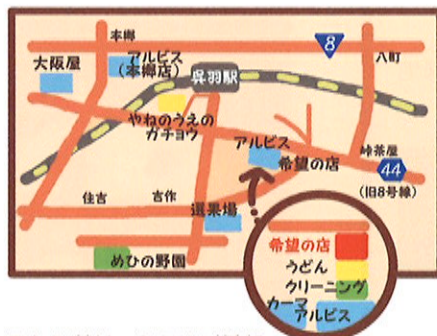 本郷
8
大阪屋
アルビス
(本郷店)
呉羽駅
八町
やねのうえの
ガチョウ
アルビス
希望の店
峠茶屋
44
(旧8号線)
住吉
吉作
選果場
めひの野園
希望の店
うどん
クリーニング
カーマ
アルビス